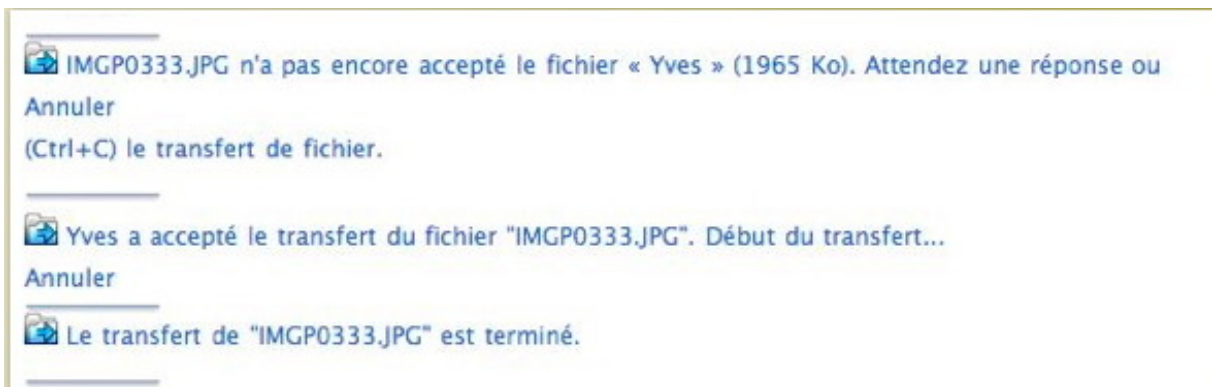 IMGP0333.JPG n'a pas encore accepté le fichier « Yves » (1965 Ko). Attendez une réponse ou
Annuler
(Ctrl+C) le transfert de fichier.
Yves a accepté le transfert du fichier "IMGP0333.JPG". Début du transfert...
Annuler
Le transfert de "IMGP0333.JPG" est terminé.